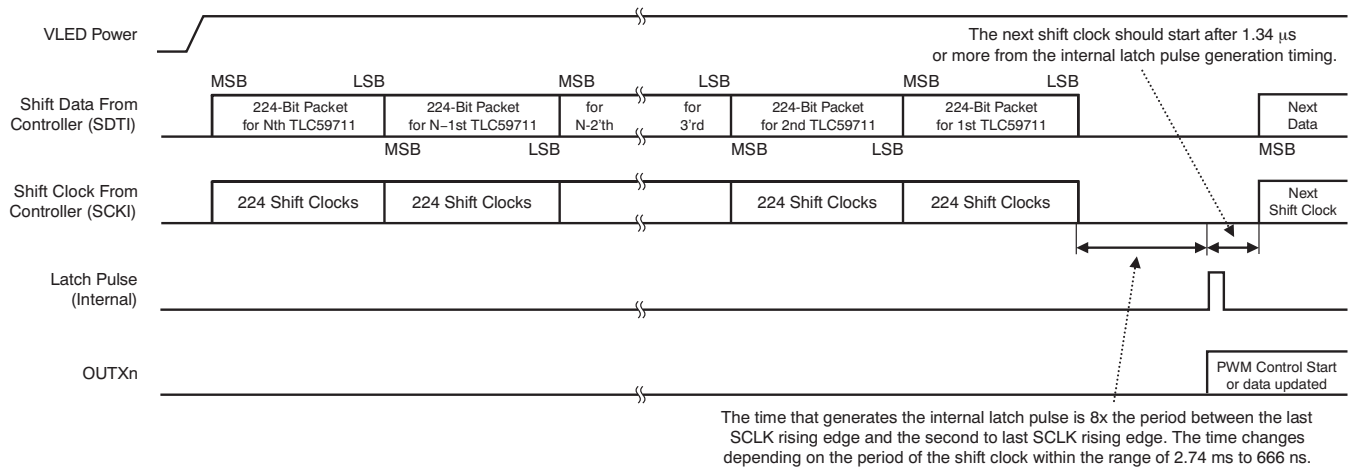 VLED Power
The next shift clock should start after 1.34 µs
or more from the internal latch pulse generation timing.
MSB LSB MSB LSB MSB LSB
Shift Data From
Controller (SDTI)
224-Bit Packet
for Nth TLC59711
224-Bit Packet
for N−1st TLC59711
for
N-2'th
for
3'rd
224-Bit Packet
for 2nd TLC59711
224-Bit Packet
for 1st TLC59711
Next
Data
MSB LSB MSB LSB MSB
Shift Clock From
Controller (SCKI)
224 Shift Clocks
224 Shift Clocks
224 Shift Clocks
224 Shift Clocks
Next
Shift Clock
Latch Pulse
(Internal)
OUTXn
PWM Control Start
or data updated
The time that generates the internal latch pulse is 8x the period between the last
SCLK rising edge and the second to last SCLK rising edge. The time changes
depending on the period of the shift clock within the range of 2.74 ms to 666 ns.